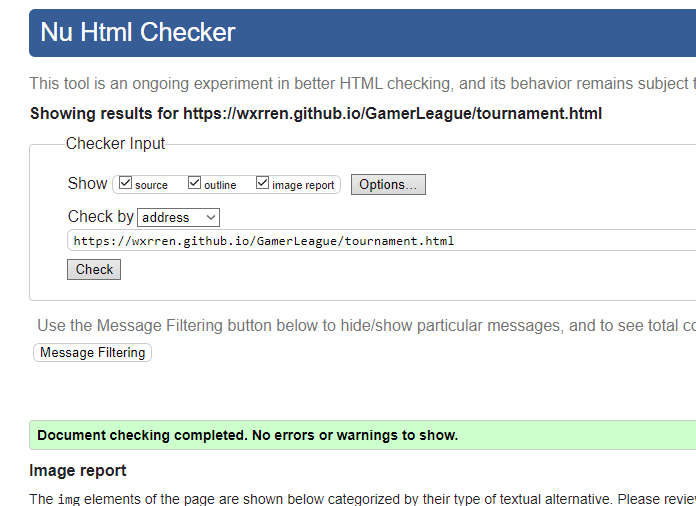 Nu Html Checker
This tool is an ongoing experiment in better HTML checking, and its behavior remains subject
Showing results for https://wxrren.github.io/GamerLeague/tournament.html
Checker Input
Show source outline image report Options...
Check by address
https://wxrren.github.io/GamerLeague/tournament.html
Check
Use the Message Filtering button below to hide/show particular messages, and to see total
Message Filtering
Document checking completed. No errors or warnings to show.
Image report
The img elements of the page are shown below categorized by their type of textual alternative. Please